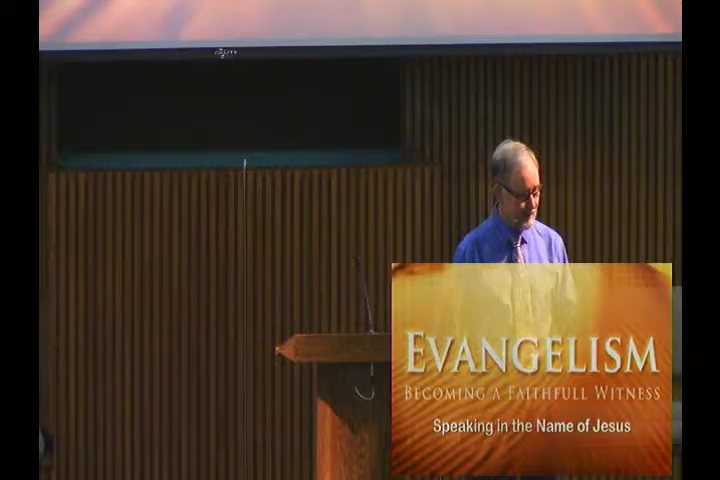 EVANGELISM
BECOMING A FAITHFULL WITNESS
Speaking in the Name of Jesus